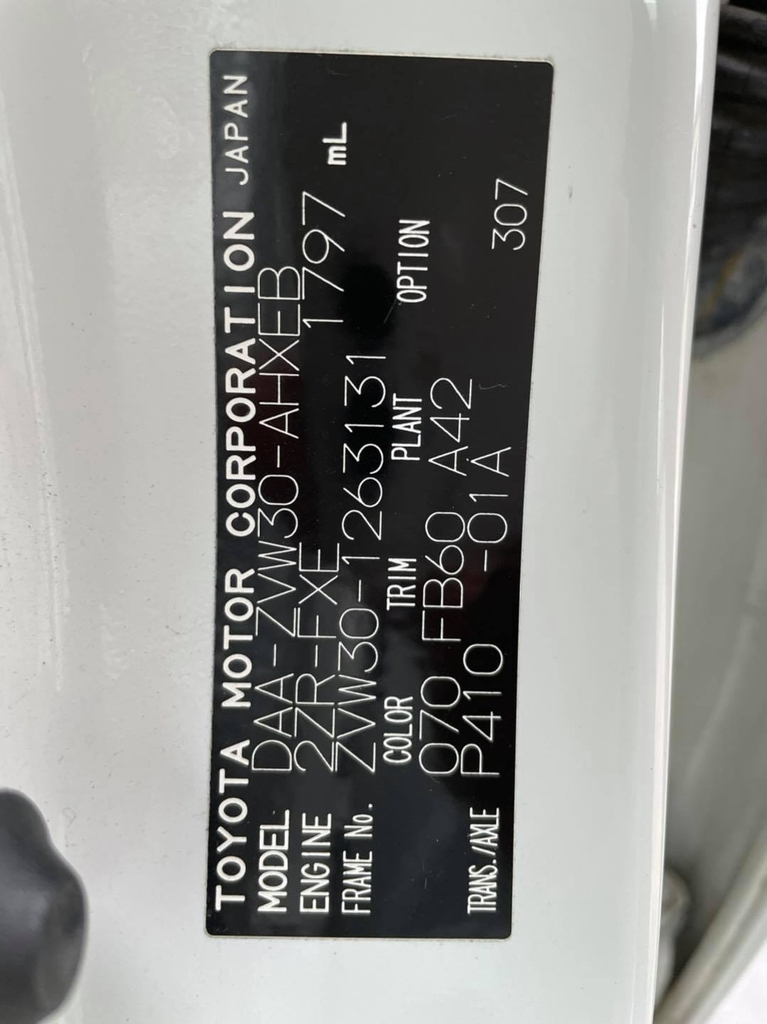 TOYOTA MOTOR CORPORATION JAPAN
MODEL DAA-ZVW30-AHXEB
ENGINE 2ZR-FXE 1797 mL
FRAME No. ZVW30-1263131
COLOR TRIM PLANT OPTION
070 FB60 A42
TRANS./AXLE P410 -01A 307